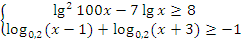 { lg² 100x − 7 lg x ≥ 8
log₀,₂ (x − 1) + log₀,₂(x + 3) ≥ −1